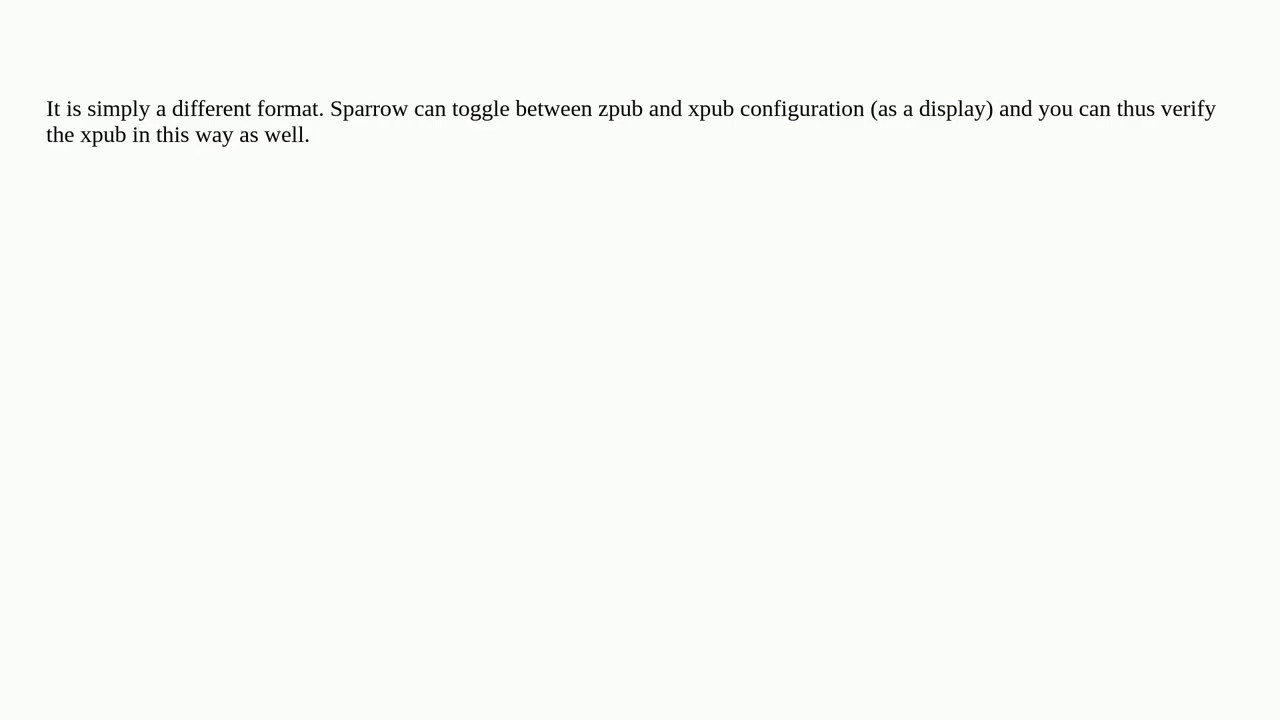 It is simply a different format. Sparrow can toggle between zpub and xpub configuration (as a display) and you can thus verify
the xpub in this way as well.